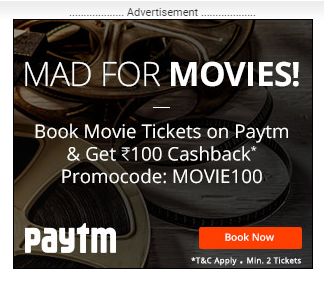 ................... Advertisement ...................
MAD FOR MOVIES!
Book Movie Tickets on Paytm
& Get ₹100 Cashback*
Promocode: MOVIE100
paytm
Book Now
*T&C Apply • Min. 2 Tickets